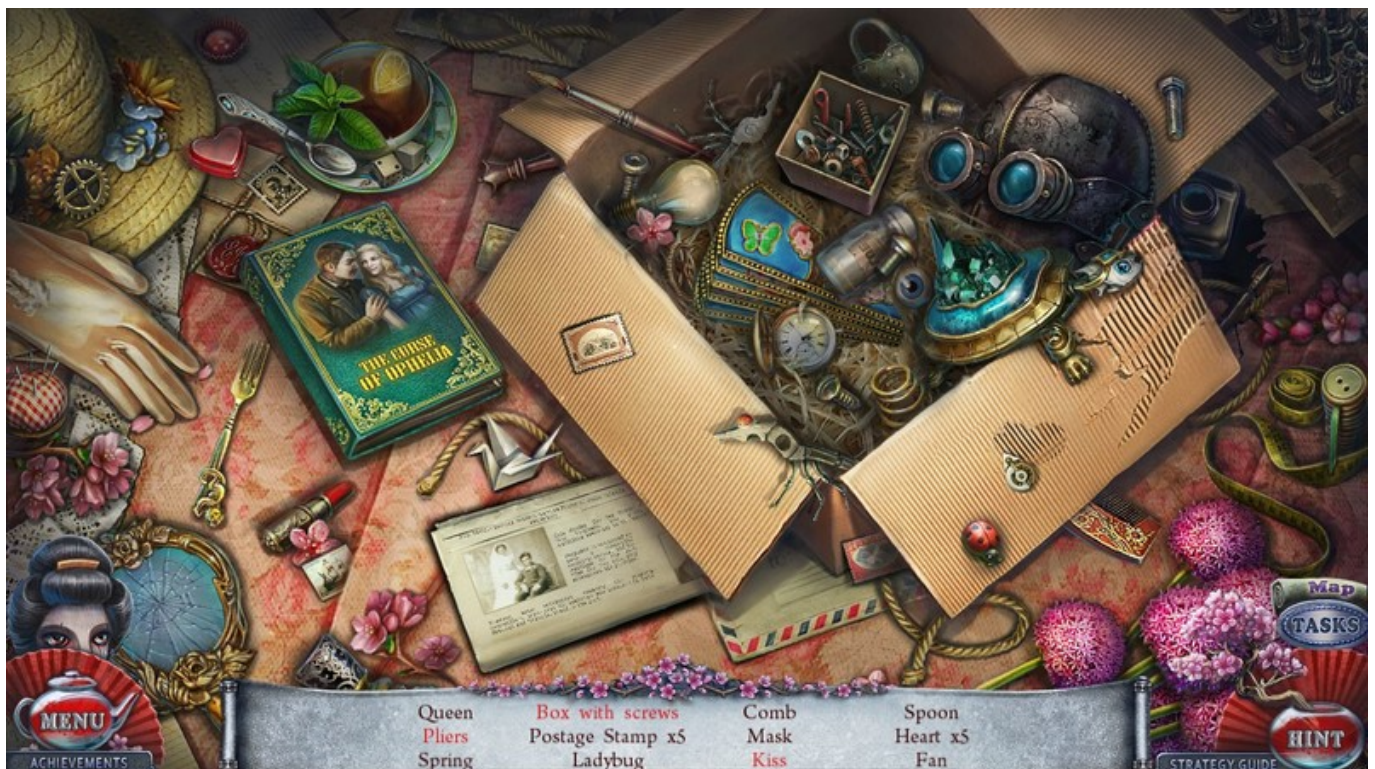 THE CURSE
OF OPHELIA
Map
TASKS
Queen
Box with screws
Comb
Spoon
Pliers
Postage Stamp x5
Mask
Heart x5
Spring
Ladybug
Kiss
Fan
MENU
ACHIEVEMENTS
HINT
STRATEGY GUIDE